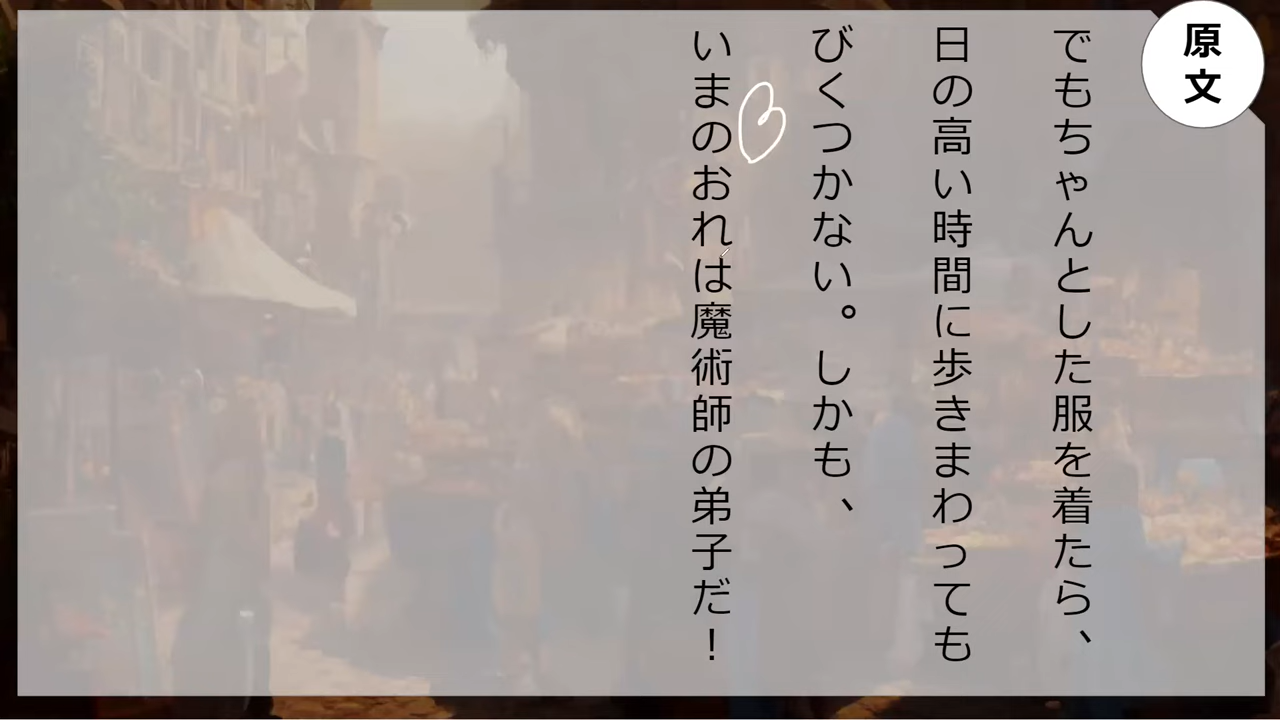 原文
でもちゃんとした服を着たら、
日の高い時間に歩きまわっても
びくつかない。しかも、
いまのおれは魔術師の弟子だ！